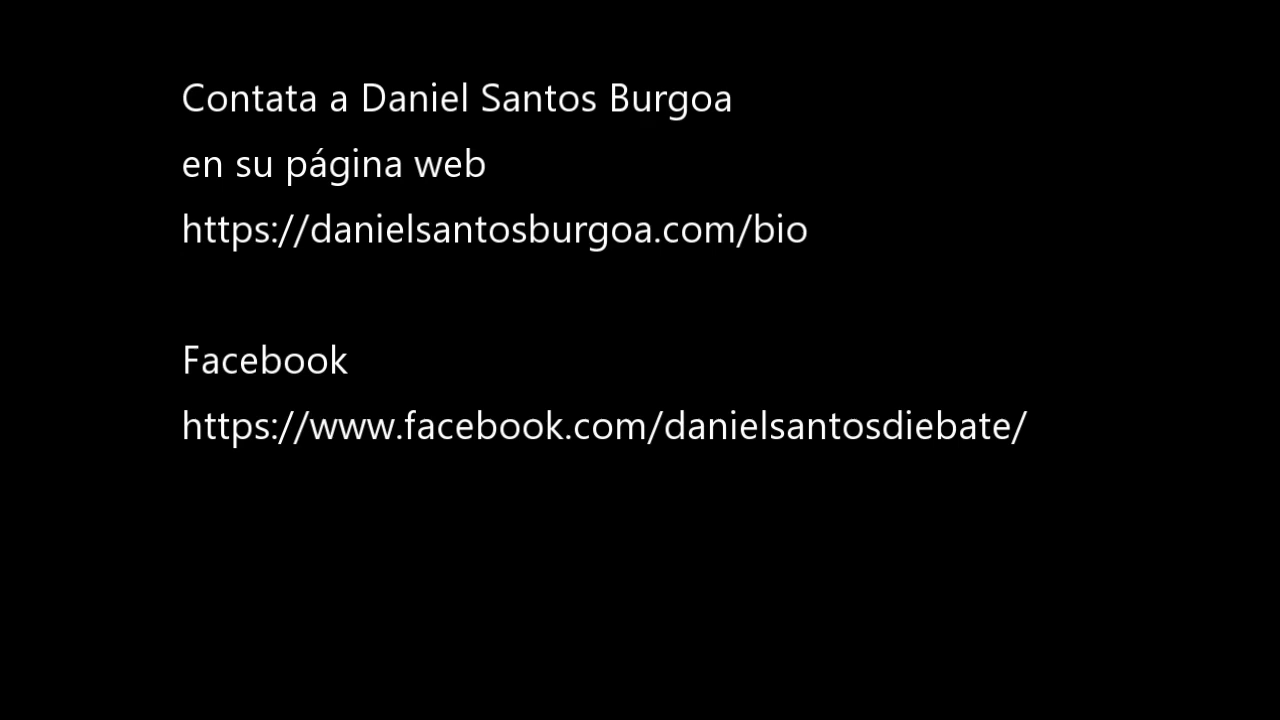 Contata a Daniel Santos Burgoa
en su página web
https://danielsantosburgoa.com/bio
Facebook
https://www.facebook.com/danielsantosdiebate/